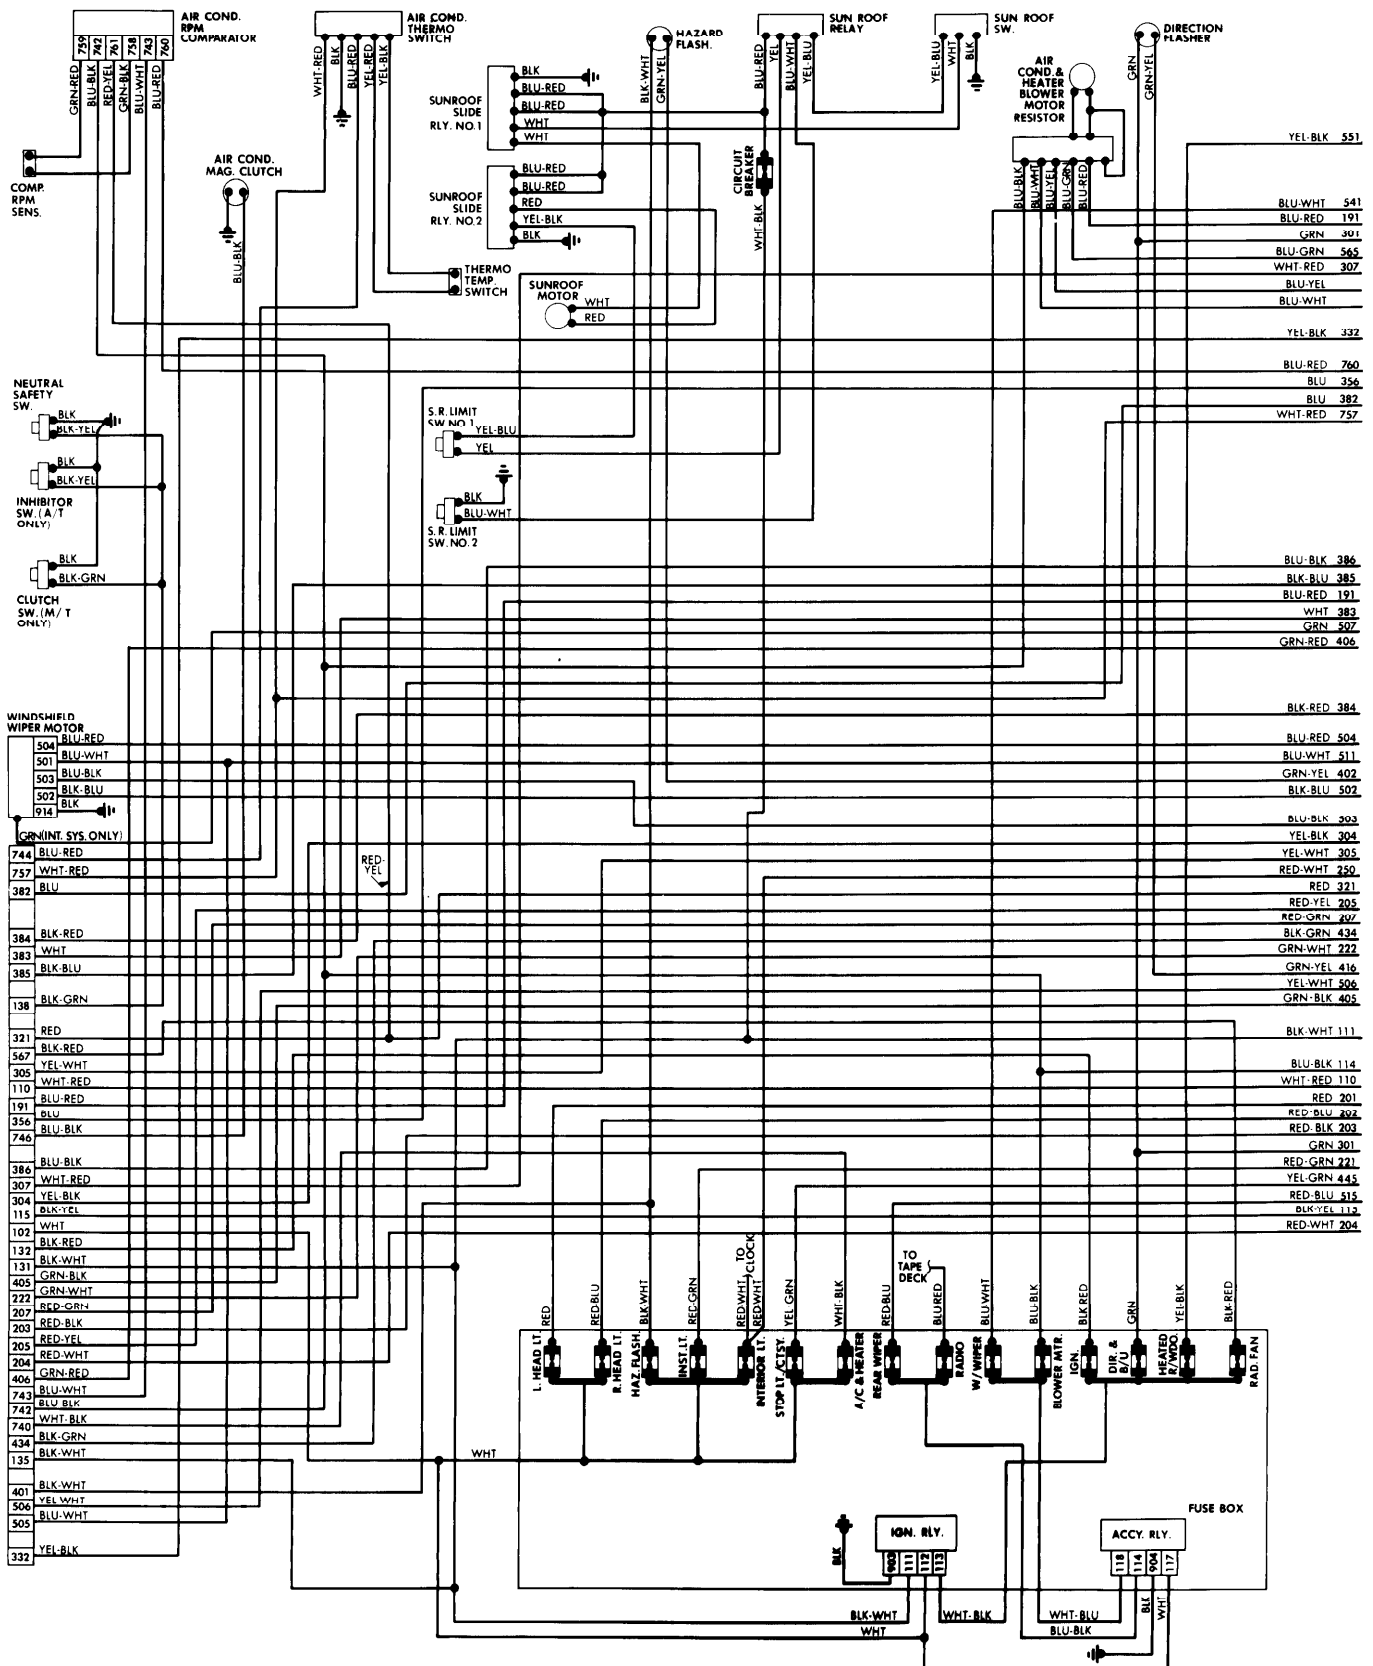 AIR COND.
RPM
COMPARATOR
759
742
761
758
743
760
GRN-RED
BLU-BLK
RED-YEL
GRN-BLK
BLU-WHT
BLU-RED
AIR COND.
THERMO
SWITCH
WHT-RED
BLK
BLU-RED
YEL-RED
YEL-BLK
HAZARD
FLASH.
BLK-WHT
GRN-YEL
SUN ROOF
RELAY
BLU-RED
YEL
BLU-WHT
YEL-BLU
SUN ROOF
SW.
YEL-BLU
WHT
BLK
DIRECTION
FLASHER
GRN
GRN-YEL
AIR
COND.&
HEATER
BLOWER
MOTOR
RESISTOR
BLU-BLK
BLU-WHT
BLU-YEL
BLU-GRN
BLU-RED
SUNROOF
SLIDE
RLY. NO.1
BLK
BLU-RED
BLU-RED
WHT
WHT
SUNROOF
SLIDE
RLY. NO.2
BLU-RED
BLU-RED
RED
YEL-BLK
BLK
CIRCUIT
BREAKER
WHT-BLK
COMP.
RPM
SENS.
AIR COND.
MAG. CLUTCH
BLU-BLK
THERMO
TEMP.
SWITCH
SUNROOF
MOTOR
WHT
RED
NEUTRAL
SAFETY
SW.
BLK
BLK-YEL
BLK
BLK-YEL
INHIBITOR
SW.(A/T
ONLY)
BLK
BLK-GRN
CLUTCH
SW.(M/T
ONLY)
S.R. LIMIT
SW.NO.1
YEL-BLU
YEL
BLK
BLU-WHT
S.R. LIMIT
SW. NO. 2
YEL-BLK 551
BLU-WHT 541
BLU-RED 191
GRN 301
BLU-GRN 565
WHT-RED 307
BLU-YEL
BLU-WHT
YEL-BLK 332
BLU-RED 760
BLU 356
BLU 382
WHT-RED 757
BLU-BLK 386
BLK-BLU 385
BLU-RED 191
WHT 383
GRN 507
GRN-RED 406
BLK-RED 384
BLU-RED 504
BLU-WHT 511
GRN-YEL 402
BLK-BLU 502
BLU-BLK 503
YEL-BLK 304
YEL-WHT 305
RED-WHT 250
RED 321
RED-YEL 205
RED-GRN 207
BLK-GRN 434
GRN-WHT 222
GRN-YEL 416
YEL-WHT 506
GRN-BLK 405
BLK-WHT 111
BLU-BLK 114
WHT-RED 110
RED 201
RED-BLU 202
RED-BLK 203
GRN 301
RED-GRN 221
YEL-GRN 445
RED-BLU 515
BLK-YEL 115
RED-WHT 204
WINDSHIELD
WIPER MOTOR
504 BLU-RED
501 BLU-WHT
503 BLU-BLK
502 BLK-BLU
914 BLK
GRN(INT. SYS. ONLY)
744 BLU-RED
757 WHT-RED
382 BLU
RED-
YEL
384 BLK-RED
383 WHT
385 BLK-BLU
138 BLK-GRN
321 RED
567 BLK-RED
305 YEL-WHT
110 WHT-RED
191 BLU-RED
356 BLU
746 BLU-BLK
386 BLU-BLK
307 WHT-RED
304 YEL-BLK
115 BLK-YEL
102 WHT
132 BLK-RED
131 BLK-WHT
405 GRN-BLK
222 GRN-WHT
207 RED-GRN
203 RED-BLK
205 RED-YEL
204 RED-WHT
406 GRN-RED
743 BLU-WHT
742 BLU BLK
740 WHT-BLK
434 BLK-GRN
135 BLK-WHT
401 BLK-WHT
506 YEL WHT
505 BLU-WHT
332 YEL-BLK
WHT
TO
CLOCK
TO
TAPE
DECK
RED
RED-BLU
BLK-WHT
RED-GRN
RED-WHT
RED-WHT
YEL GRN
WHT-BLK
RED-BLU
BLU RED
BLU-WHT
BLU-BLK
BLK RED
GRN
YEL-BLK
BLK-RED
L. HEAD LT.
R. HEAD LT.
HAZ. FLASH.
INST. LT.
INTERIOR LT.
STOP LT./CTSY.
A/C & HEATER
REAR WIPER
RADIO
W/WIPER
BLOWER MTR.
IGN.
DIR. &
B/U
HEATED
R/WDO.
RAD. FAN
FUSE BOX
IGN. RLY.
903
111
112
113
BLK
ACCY. RLY.
118
114
904
117
BLK-WHT
WHT
WHT-BLK
WHT-BLU
BLU-BLK
BLK
WHT